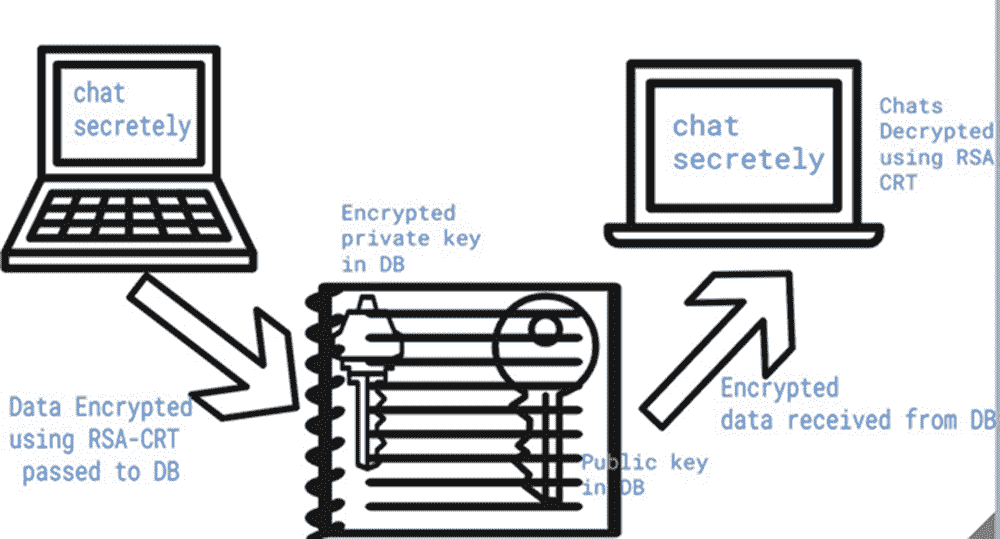 chat
secretely
chat
secretely
Chats
Decrypted
using RSA
CRT
Encrypted
private key
in DB
Data Encrypted
using RSA-CRT
passed to DB
Encrypted
data received from DB
Public key
in DB